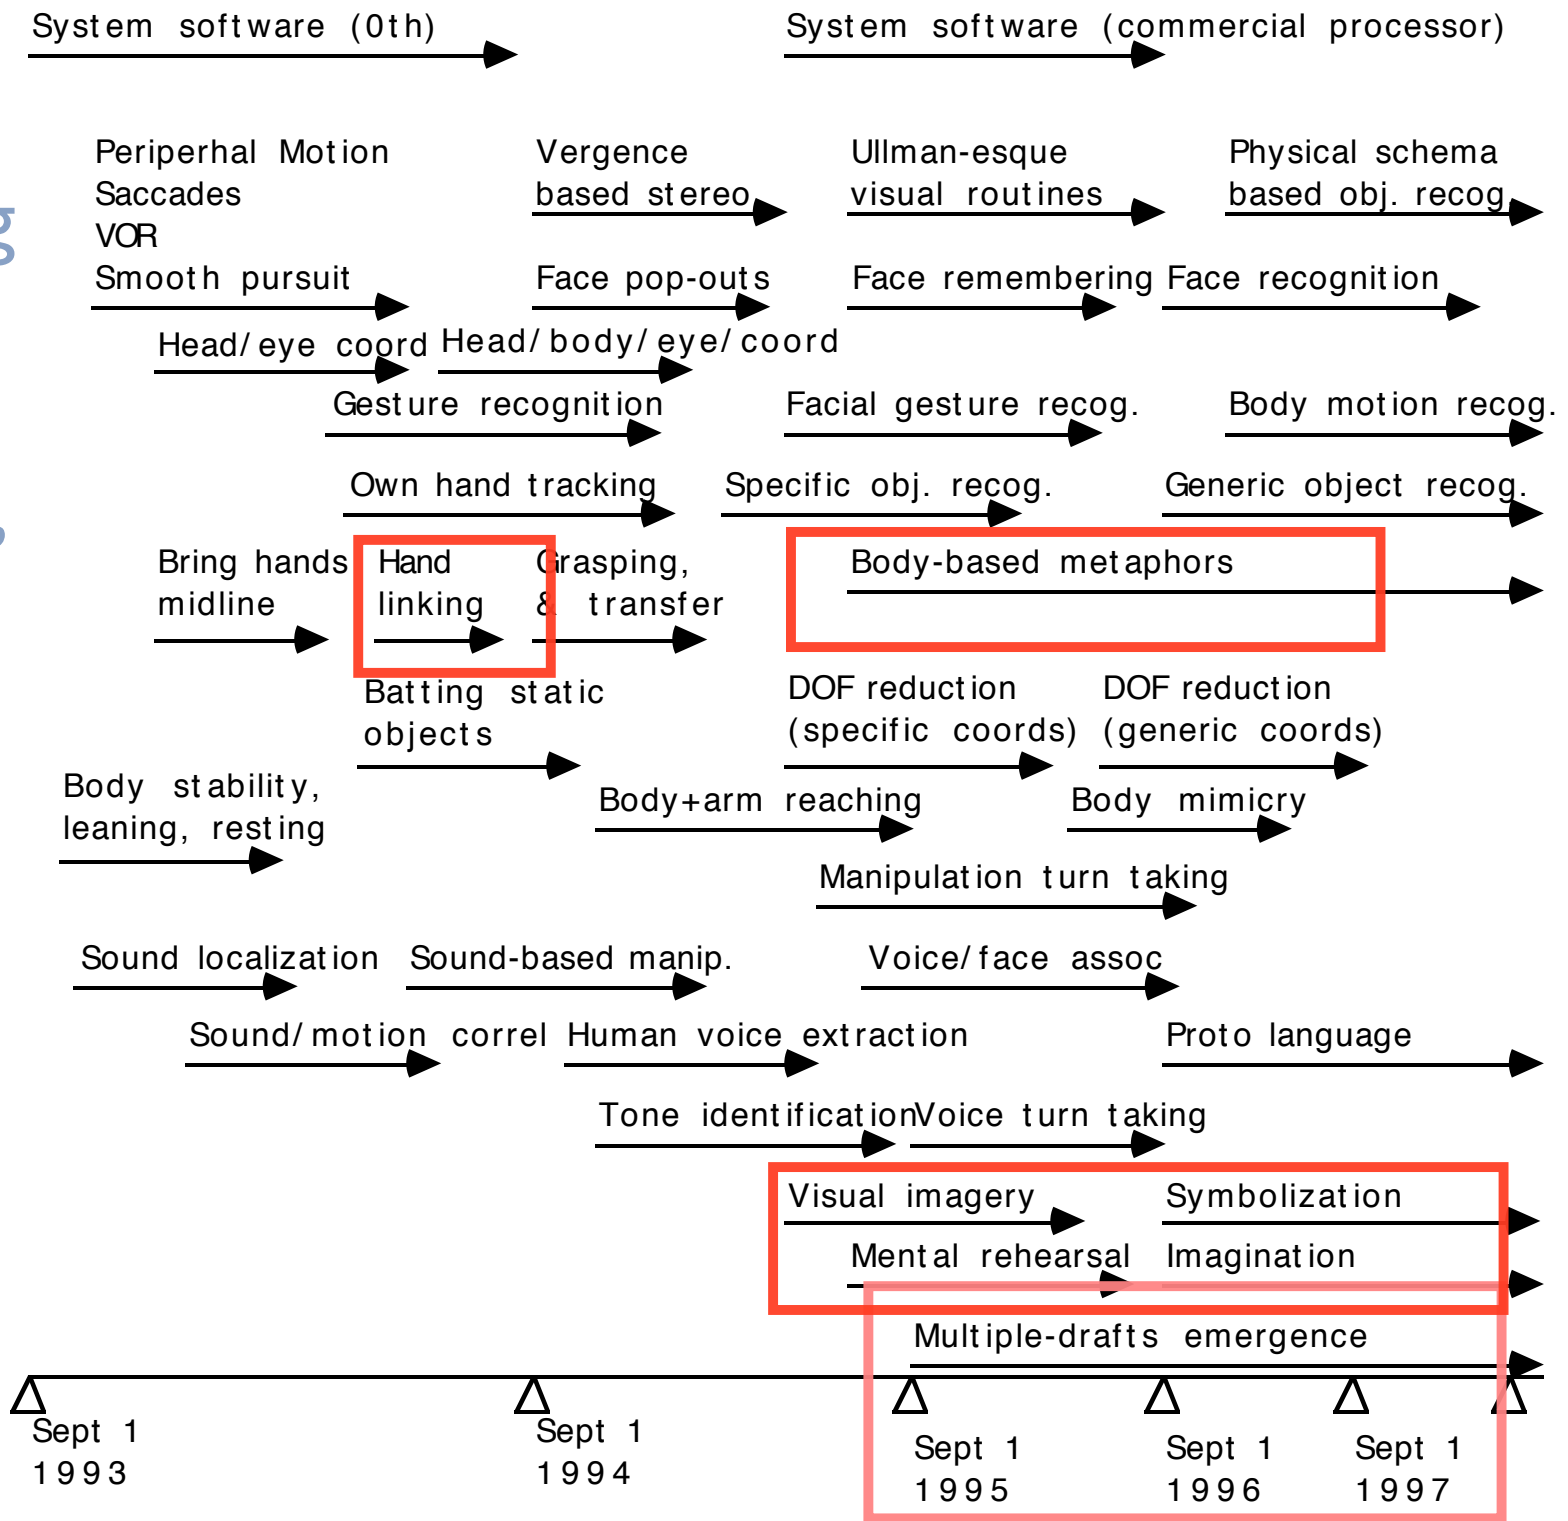 System software (0th)
System software (commercial processor)
Periperhal Motion
Saccades
VOR
Smooth pursuit
Vergence
based stereo
Ullman-esque
visual routines
Physical schema
based obj. recog.
g
Face pop-outs
Face remembering
Face recognition
Head/eye coord
Head/body/eye/coord
Gesture recognition
Facial gesture recog.
Body motion recog.
Own hand tracking
Specific obj. recog.
Generic object recog.
,
Bring hands
midline
Hand
linking
Grasping,
& transfer
Body-based metaphors
Batting static
objects
DOF reduction
(specific coords)
DOF reduction
(generic coords)
Body stability,
leaning, resting
Body+arm reaching
Body mimicry
Manipulation turn taking
Sound localization
Sound-based manip.
Voice/face assoc
Sound/motion correl
Human voice extraction
Proto language
Tone identification
Voice turn taking
Visual imagery
Symbolization
Mental rehearsal
Imagination
Multiple-drafts emergence
Sept 1
1993
Sept 1
1994
Sept 1
1995
Sept 1
1996
Sept 1
1997